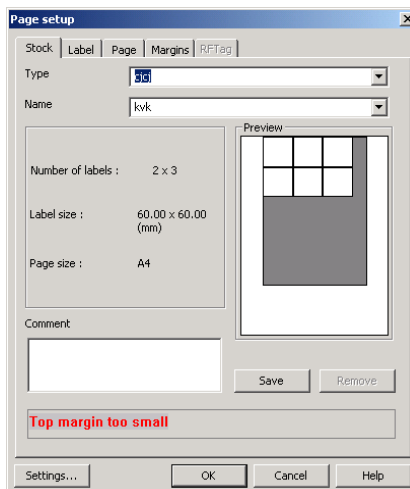 Page setup
Stock Label Page Margins RFTag
Type cjcj
Name kvk
Preview
Number of labels : 2 x 3
Label size : 60.00 x 60.00
(mm)
Page size : A4
Comment
Save Remove
Top margin too small
Settings... OK Cancel Help